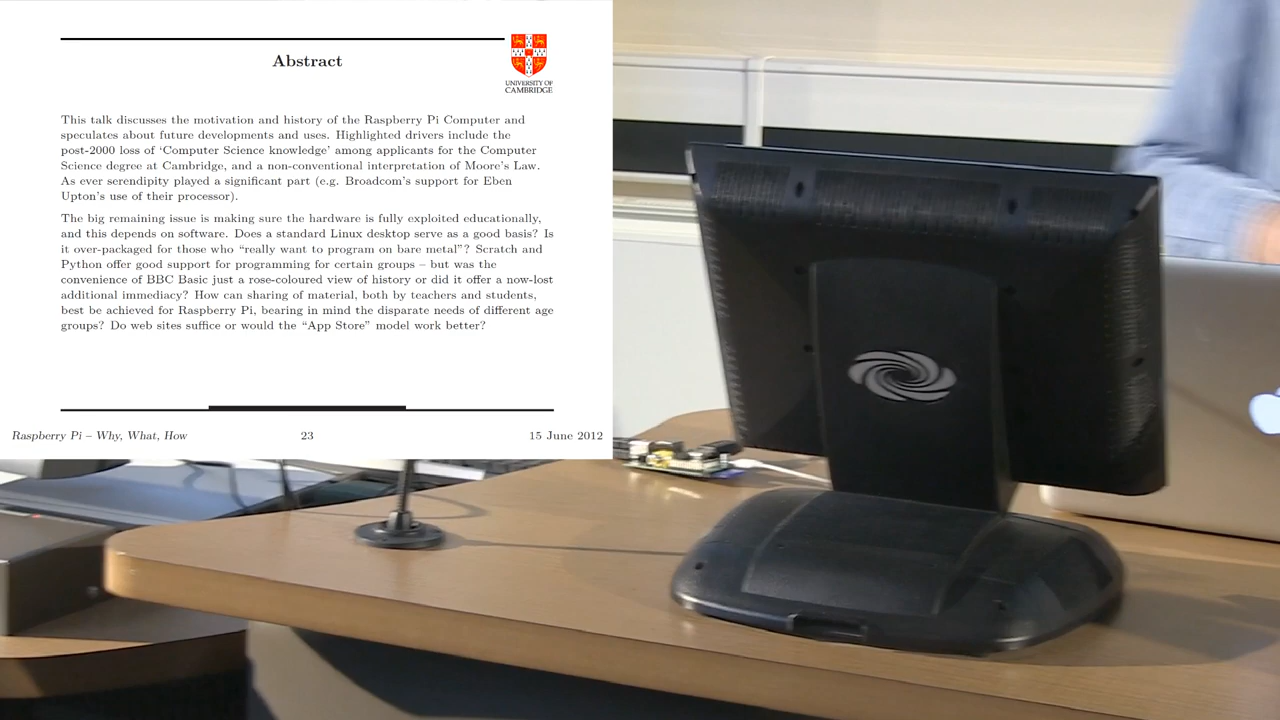 Abstract
UNIVERSITY OF
CAMBRIDGE
This talk discusses the motivation and history of the Raspberry Pi Computer and
speculates about future developments and uses. Highlighted drivers include the
post-2000 loss of ‘Computer Science knowledge’ among applicants for the Computer
Science degree at Cambridge, and a non-conventional interpretation of Moore’s Law.
As ever serendipity played a significant part (e.g. Broadcom’s support for Eben
Upton’s use of their processor).
The big remaining issue is making sure the hardware is fully exploited educationally,
and this depends on software. Does a standard Linux desktop serve as a good basis? Is
it over-packaged for those who “really want to program on bare metal”? Scratch and
Python offer good support for programming for certain groups – but was the
convenience of BBC Basic just a rose-coloured view of history or did it offer a now-lost
additional immediacy? How can sharing of material, both by teachers and students,
best be achieved for Raspberry Pi, bearing in mind the disparate needs of different age
groups? Do web sites suffice or would the “App Store” model work better?
Raspberry Pi – Why, What, How
23
15 June 2012